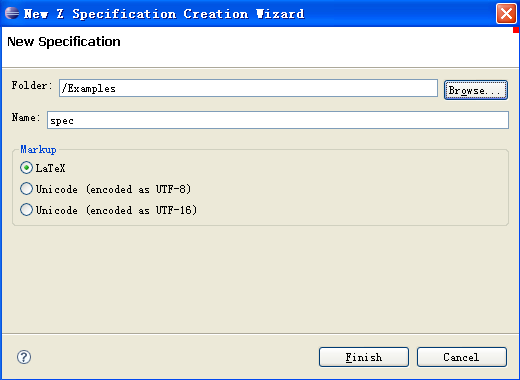 New Z Specification Creation Wizard
New Specification
Folder: /Examples Browse...
Name: spec
Markup
LaTeX
Unicode (encoded as UTF-8)
Unicode (encoded as UTF-16)
? Finish Cancel